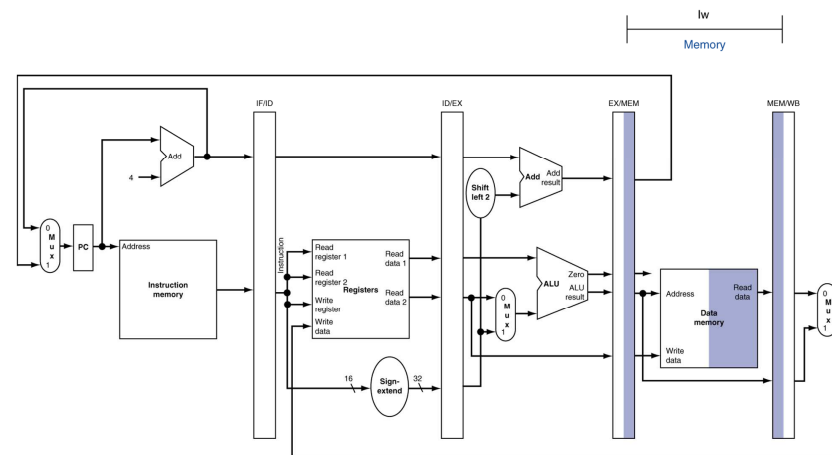 lw
Memory
IF/ID
ID/EX
EX/MEM
MEM/WB
Add
4
Shift
left 2
Add
Add
result
0
M
u
x
1
PC
Address
Instruction
memory
Instruction
Read
register 1
Read
register 2
Write
register
Write
data
Registers
Read
data 1
Read
data 2
16
Sign-
extend
32
0
M
u
x
1
ALU
Zero
ALU
result
Address
Write
data
Data
memory
Read
data
0
M
u
x
1